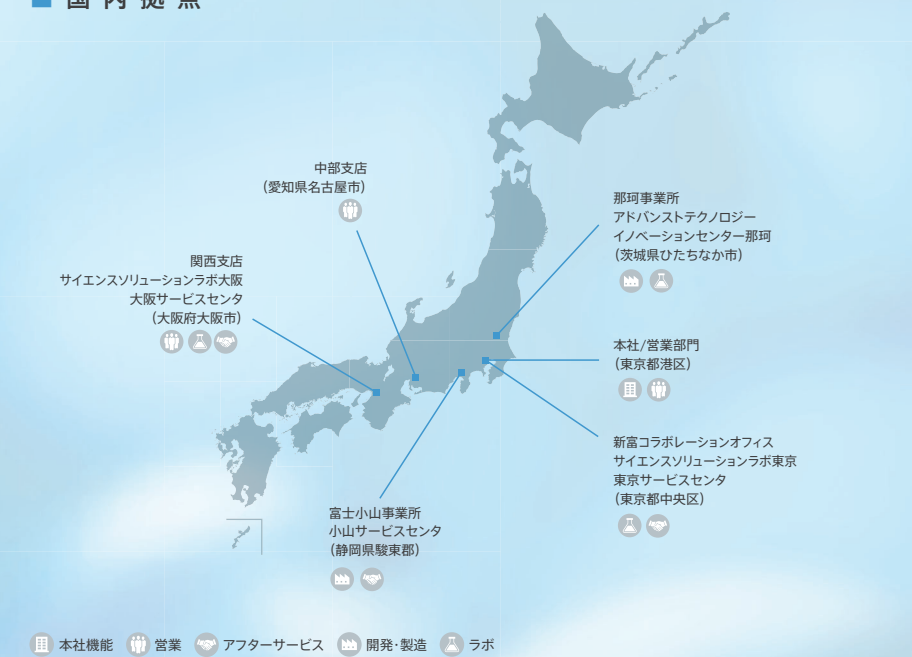 国内拠点
中部支店
(愛知県名古屋市)
関西支店
サイエンスソリューションラボ大阪
大阪サービスセンタ
(大阪府大阪市)
那珂事業所
アドバンストテクノロジー
イノベーションセンター那珂
(茨城県ひたちなか市)
本社/営業部門
(東京都港区)
新富コラボレーションオフィス
サイエンスソリューションラボ東京
東京サービスセンタ
(東京都中央区)
富士小山事業所
小山サービスセンタ
(静岡県駿東郡)
本社機能 営業 アフターサービス 開発・製造 ラボ